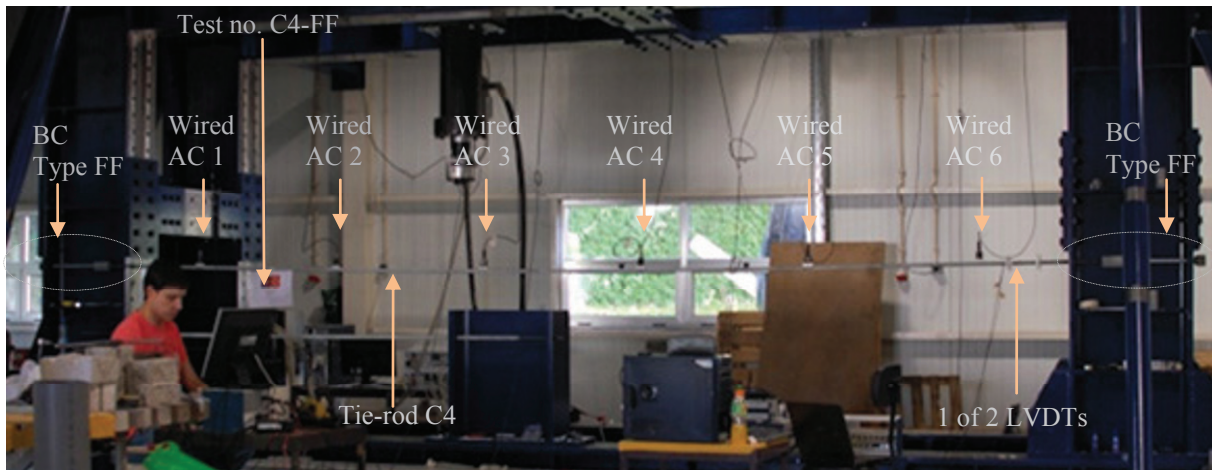 Test no. C4-FF
BC
Type FF
Wired
AC 1
Wired
AC 2
Wired
AC 3
Wired
AC 4
Wired
AC 5
Wired
AC 6
BC
Type FF
Tie-rod C4
1 of 2 LVDTs